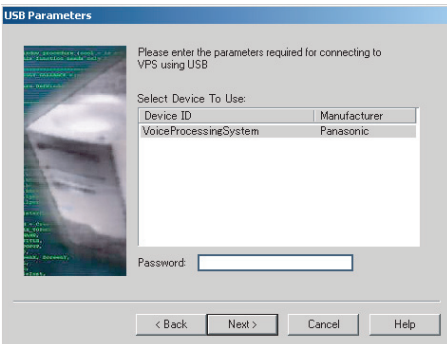 USB Parameters
Please enter the parameters required for connecting to
VPS using USB
Select Device To Use:
Device ID Manufacturer
VoiceProcessingSystem Panasonic
Password:
< Back Next > Cancel Help